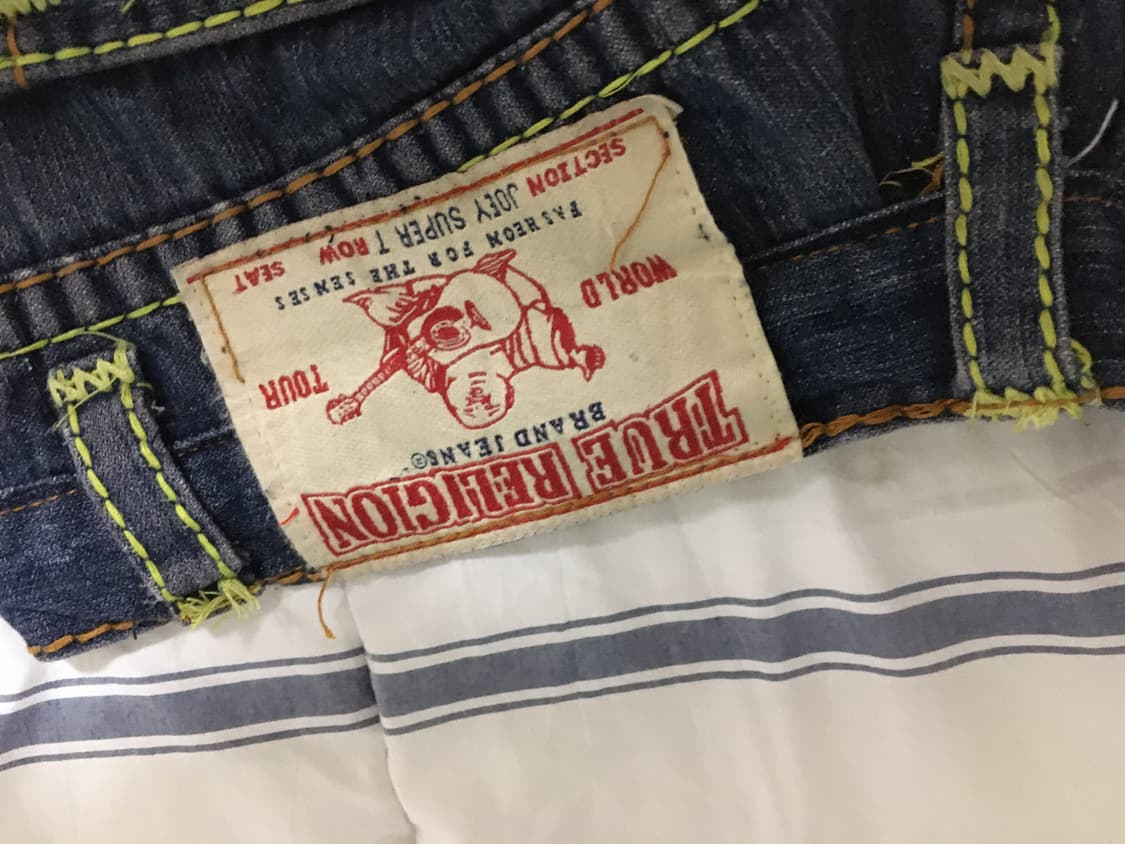 TRUE RELIGION
BRAND JEANS©
WORLD TOUR
FASHEON FOR THE SENSES
SECTION JOEY SUPER T ROW SEAT